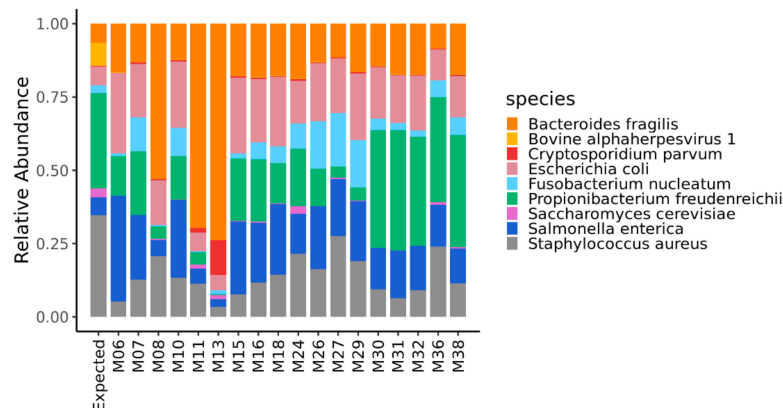 1.00
0.75
0.50
0.25
0.00
Relative Abundance
Expected
M06
M07
M08
M10
M11
M13
M15
M16
M18
M24
M26
M27
M29
M30
M31
M32
M36
M38
species
Bacteroides fragilis
Bovine alphaherpesvirus 1
Cryptosporidium parvum
Escherichia coli
Fusobacterium nucleatum
Propionibacterium freudenreichii
Saccharomyces cerevisiae
Salmonella enterica
Staphylococcus aureus